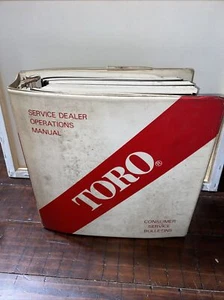 SERVICE DEALER
OPERATIONS
MANUAL
TORO®
CONSUMER
SERVICE
BULLETINS